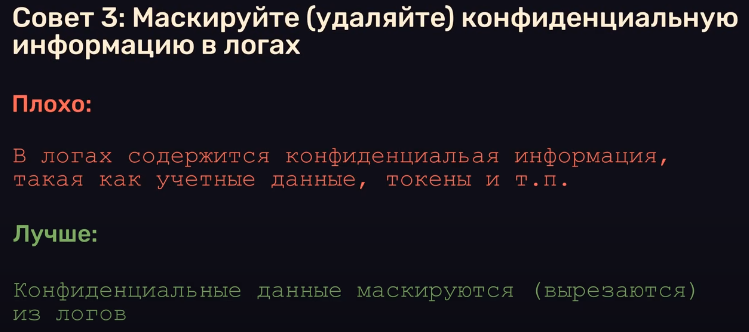 Совет 3: Маскируйте (удаляйте) конфиденциальную
информацию в логах
Плохо:
В логах содержится конфиденциальая информация,
такая как учетные данные, токены и т.п.
Лучше:
Конфиденциальные данные маскируются (вырезаются)
из логов